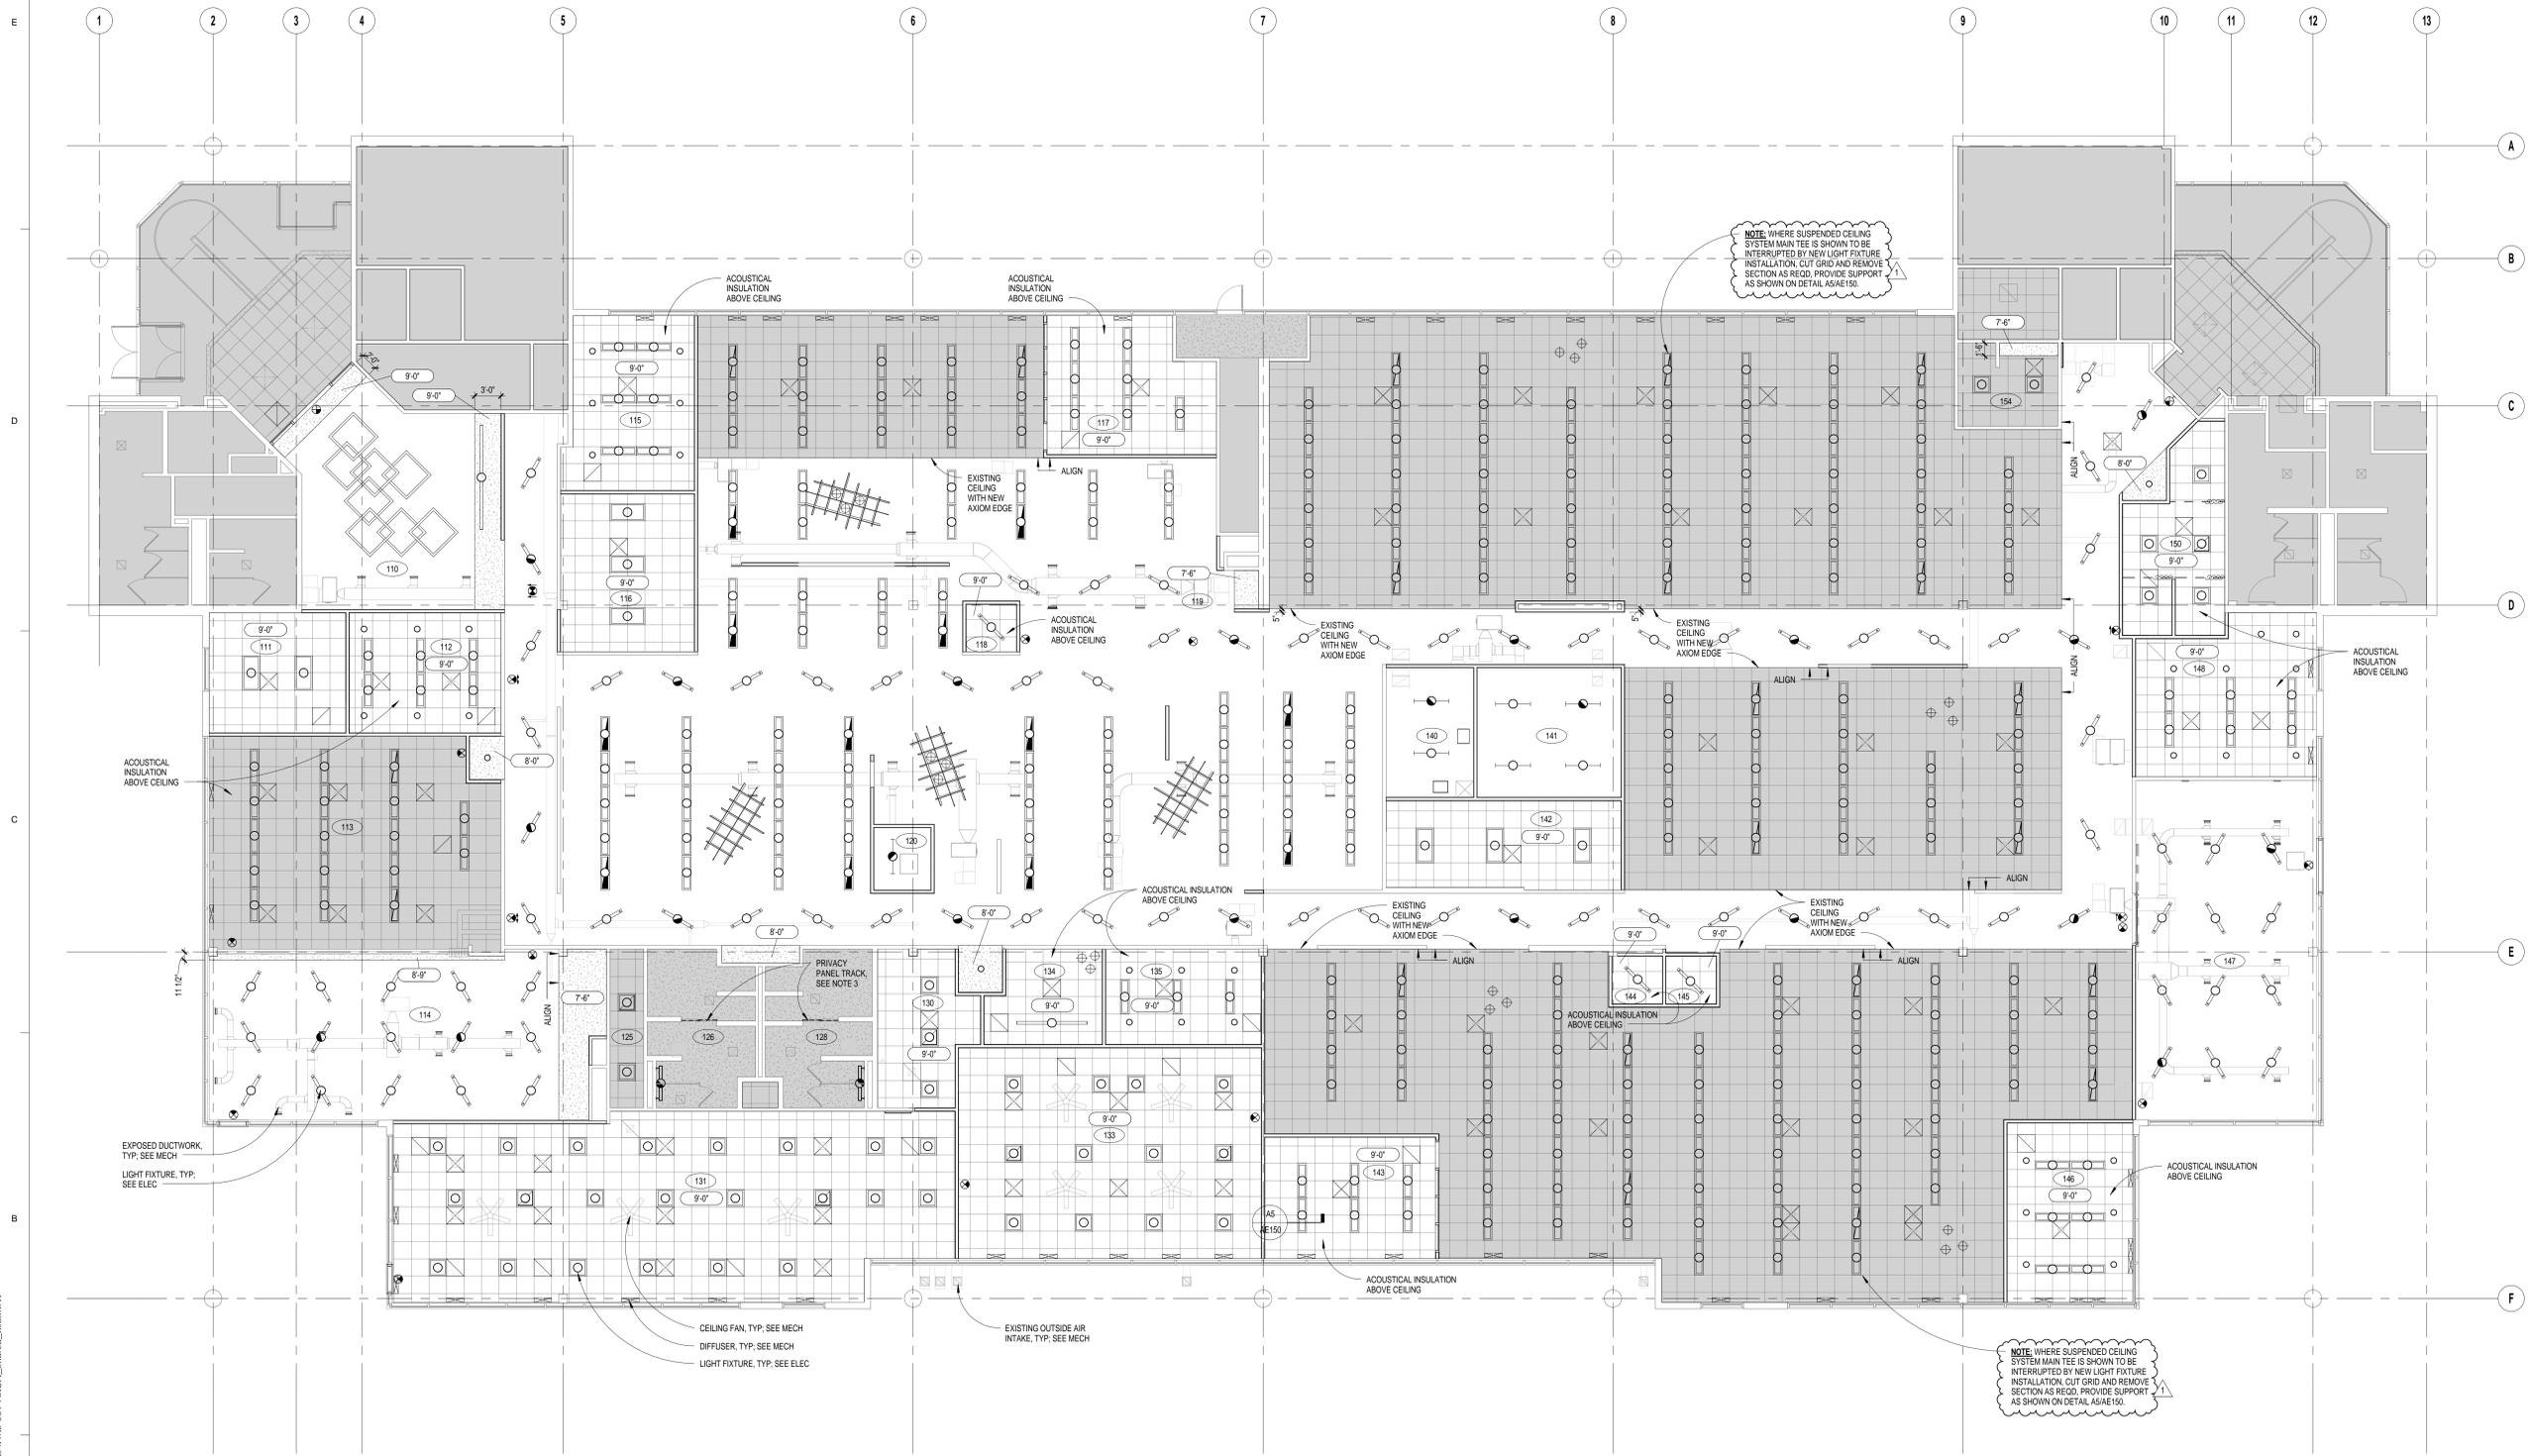 E
1
2
3
4
5
6
7
8
9
10
11
12
13
A
NOTE: WHERE SUSPENDED CEILING
SYSTEM MAIN TEE IS SHOWN TO BE
INTERRUPTED BY NEW LIGHT FIXTURE
INSTALLATION, CUT GRID AND REMOVE
SECTION AS REQD, PROVIDE SUPPORT
AS SHOWN ON DETAIL A5/AE150.
1
B
ACOUSTICAL
INSULATION
ABOVE CEILING
ACOUSTICAL
INSULATION
ABOVE CEILING
7'-6"
1'-6"
2'-0"
9'-0"
9'-0"
3'-0"
9'-0"
115
117
9'-0"
154
C
D
ALIGN
EXISTING
CEILING
WITH NEW
AXIOM EDGE
ALIGN
8'-0"
110
9'-0"
116
9'-0"
7'-6"
119
150
9'-0"
D
9'-0"
111
112
9'-0"
118
ACOUSTICAL
INSULATION
ABOVE CEILING
5"
EXISTING
CEILING
WITH NEW
AXIOM EDGE
5"
EXISTING
CEILING
WITH NEW
AXIOM EDGE
ALIGN
ALIGN
9'-0"
148
ACOUSTICAL
INSULATION
ABOVE CEILING
140
141
8'-0"
ACOUSTICAL
INSULATION
ABOVE CEILING
113
C
120
142
9'-0"
ACOUSTICAL INSULATION
ABOVE CEILING
ALIGN
8'-0"
EXISTING
CEILING
WITH NEW
AXIOM EDGE
EXISTING
CEILING
WITH NEW
AXIOM EDGE
8'-0"
9'-0"
9'-0"
E
11 1/2"
8'-9"
PRIVACY
PANEL TRACK,
SEE NOTE 3
ALIGN
ALIGN
147
134
9'-0"
135
9'-0"
144
145
7'-6"
130
114
ALIGN
ACOUSTICAL INSULATION
ABOVE CEILING
125
126
128
9'-0"
9'-0"
133
EXPOSED DUCTWORK,
TYP; SEE MECH
LIGHT FIXTURE, TYP;
SEE ELEC
131
9'-0"
9'-0"
143
146
9'-0"
ACOUSTICAL INSULATION
ABOVE CEILING
B
A5
AE150
ACOUSTICAL INSULATION
ABOVE CEILING
F
CEILING FAN, TYP; SEE MECH
DIFFUSER, TYP; SEE MECH
LIGHT FIXTURE, TYP; SEE ELEC
EXISTING OUTSIDE AIR
INTAKE, TYP; SEE MECH
NOTE: WHERE SUSPENDED CEILING
SYSTEM MAIN TEE IS SHOWN TO BE
INTERRUPTED BY NEW LIGHT FIXTURE
INSTALLATION, CUT GRID AND REMOVE
SECTION AS REQD, PROVIDE SUPPORT
AS SHOWN ON DETAIL A5/AE150.
1